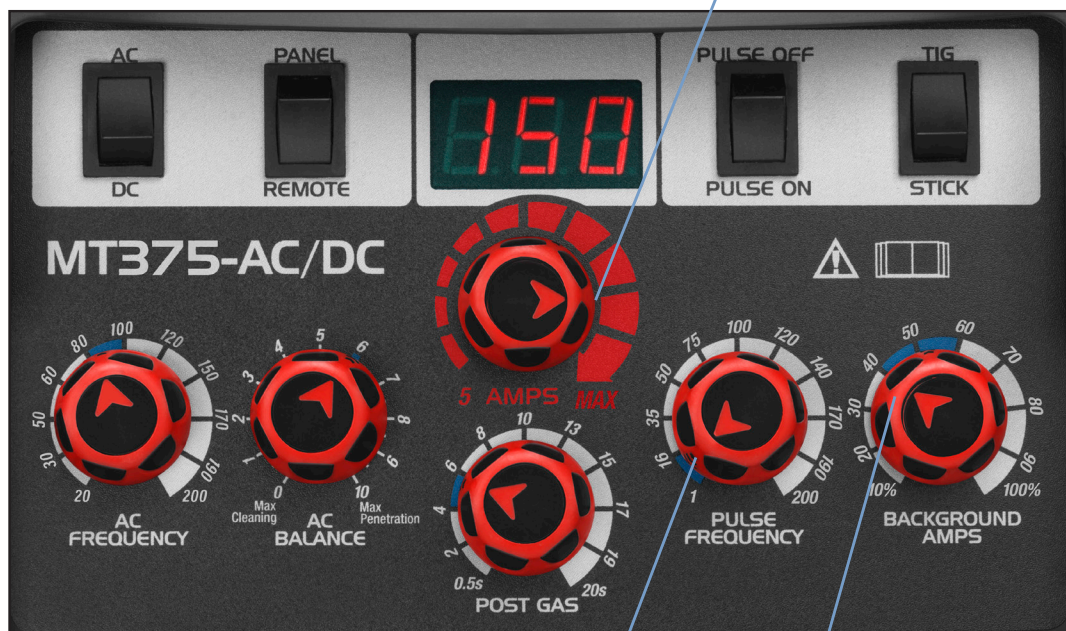 AC
PANEL
PULSE OFF
TIG
150
DC
REMOTE
PULSE ON
STICK
MT375-AC/DC
5 AMPS MAX
20 30 50 60 80 100 120 150 170 190 200
AC
FREQUENCY
0 1 2 3 4 5 6 7 8 9 10
Max
Cleaning
Max
Penetration
AC
BALANCE
0.5s 2 4 6 8 10 13 15 17 19 20s
POST GAS
1 16 35 50 75 100 120 140 170 190 200
PULSE
FREQUENCY
10% 20 30 40 50 60 70 80 90 100%
BACKGROUND
AMPS